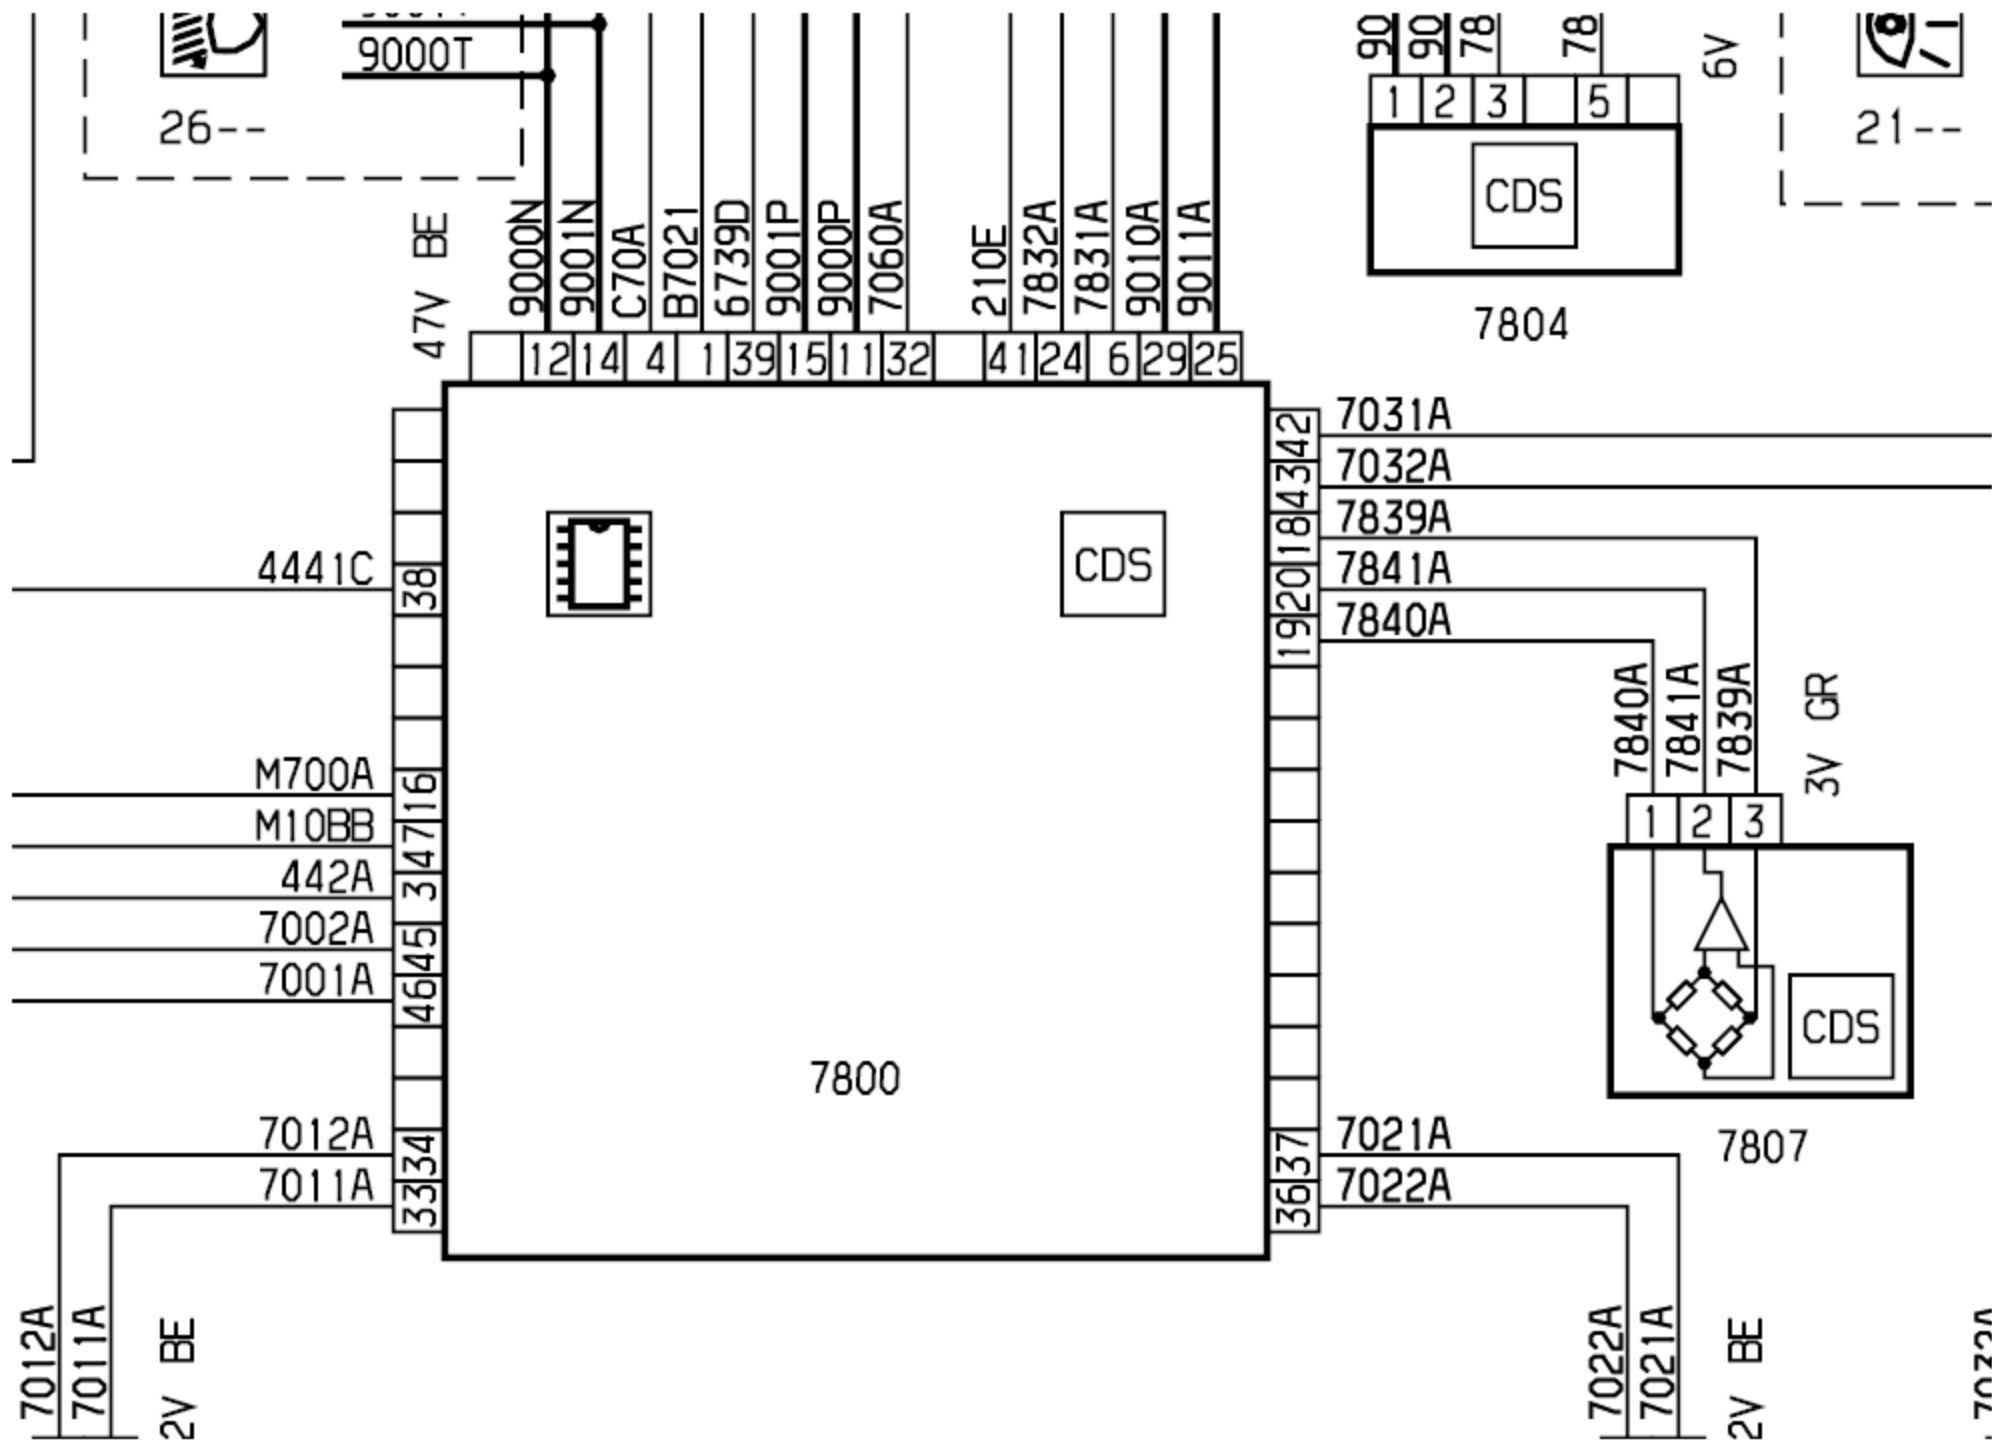 9000T
26--
47V BE
9000N
9001N
C70A
B7021
6739D
9001P
9000P
7060A
210E
7832A
7831A
9010A
9011A
12 14 4 1 39 15 11 32 41 24 6 29 25
90
90
78
78
6V
1 2 3 5
CDS
7804
21--
42 7031A
43 7032A
18 7839A
20 7841A
19 7840A
4441C 38
CDS
M700A 16
M10BB 47
442A 3
7002A 45
7001A 46
7800
7012A 34
7011A 33
7840A
7841A
7839A
3V GR
1 2 3
CDS
7807
37 7021A
36 7022A
7012A
7011A
2V BE
7022A
7021A
2V BE